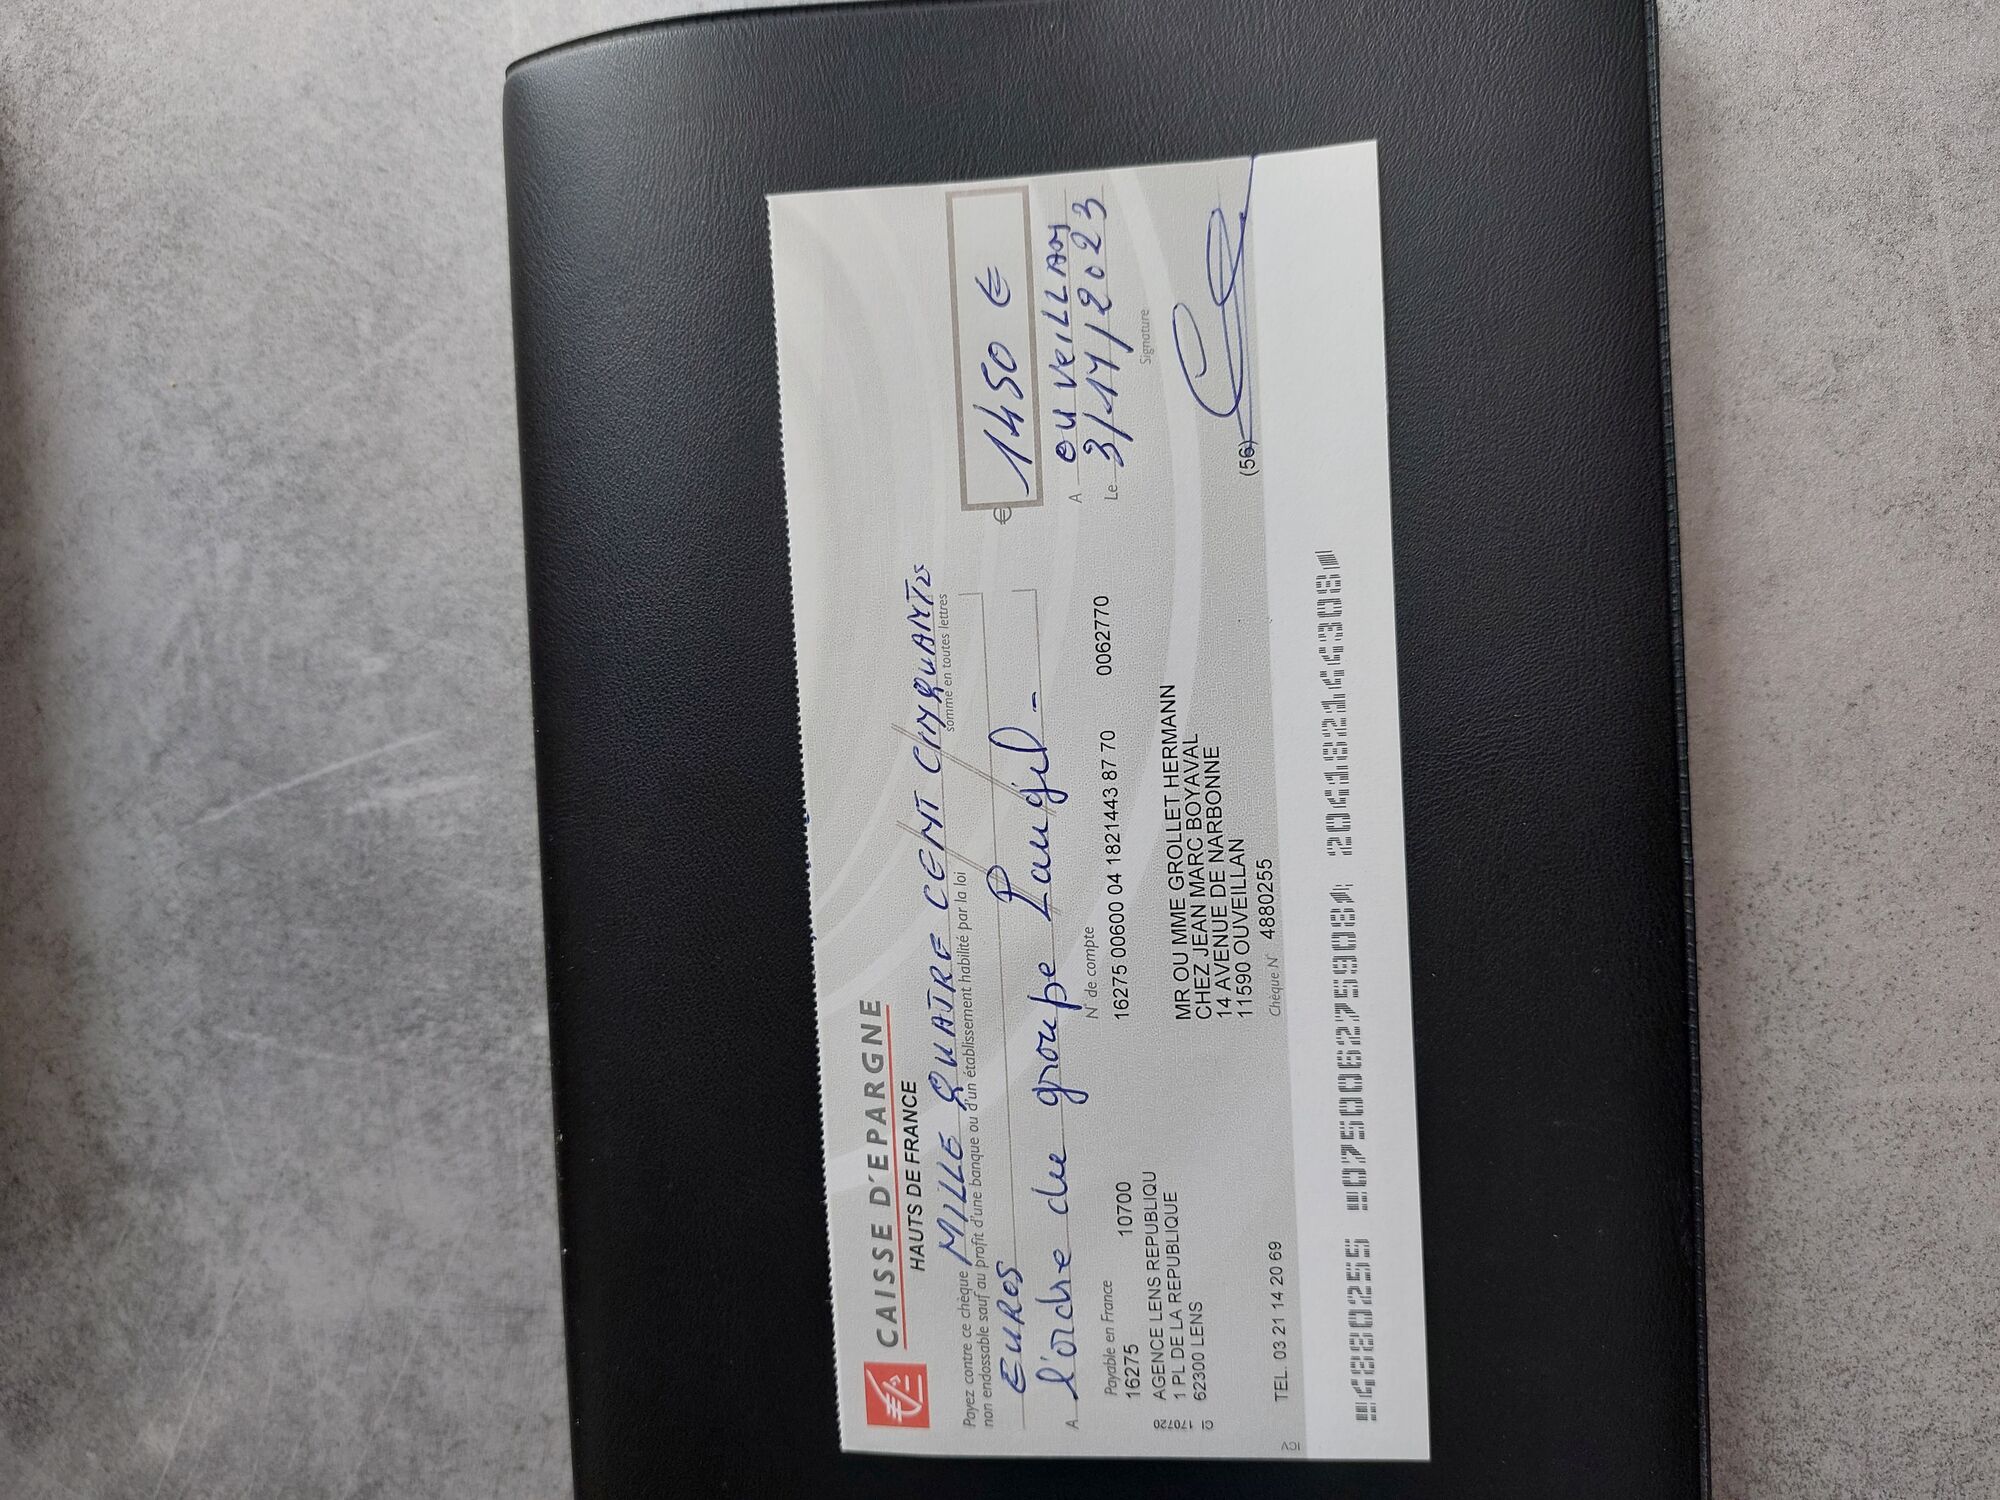 CAISSE D'EPARGNE
HAUTS DE FRANCE
Payez contre ce chèque MILLE QUATRE CENT CINQUANTE
non endossable sauf au profit d'une banque ou d'un établissement habilité par la loi
somme en toutes lettres
EUROS
€ 1450 €
A l'ordre du groupe
A OUVEILLAN
Le 3/11/2023
Payable en France
16275 10700
AGENCE LENS REPUBLIQU
1 PL DE LA REPUBLIQUE
62300 LENS
TEL. 03 21 14 20 69
N° de compte
16275 00600 04 1821443 87 70 0062770
MR OU MME GROLLET HERMANN
CHEZ JEAN MARC BOYAVAL
14 AVENUE DE NARBONNE
11590 OUVEILLAN
Chèque N° 4880255
Signature
(56)
ICV
4880255 075008275908 204182144308